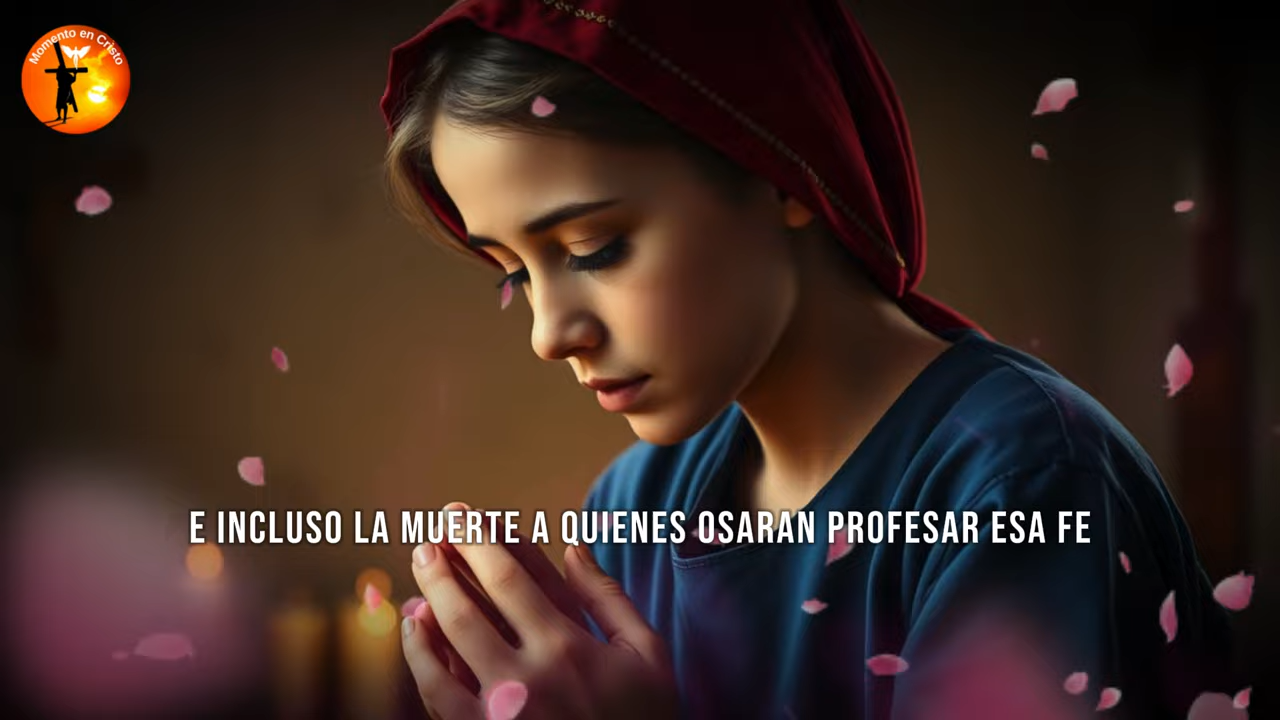 Momento en Cristo
E INCLUSO LA MUERTE A QUIENES OSARAN PROFESAR ESA FE